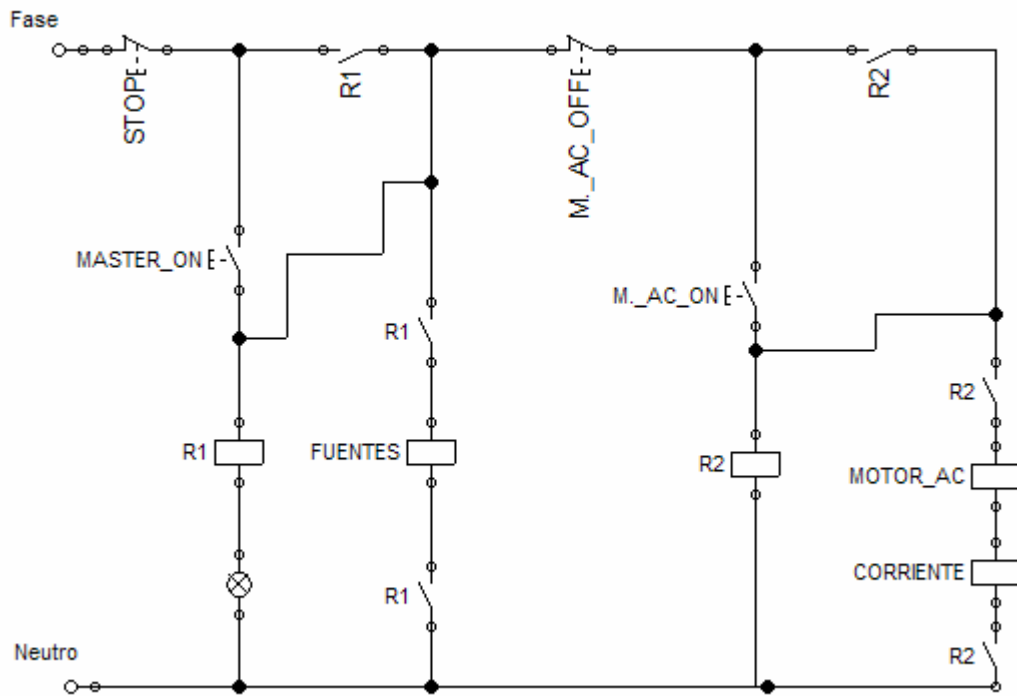 Fase
STOP
R1
M._AC_OFF
R2
MASTER_ON
M._AC_ON
R1
R2
R1
FUENTES
R2
MOTOR_AC
CORRIENTE
R1
Neutro
R2